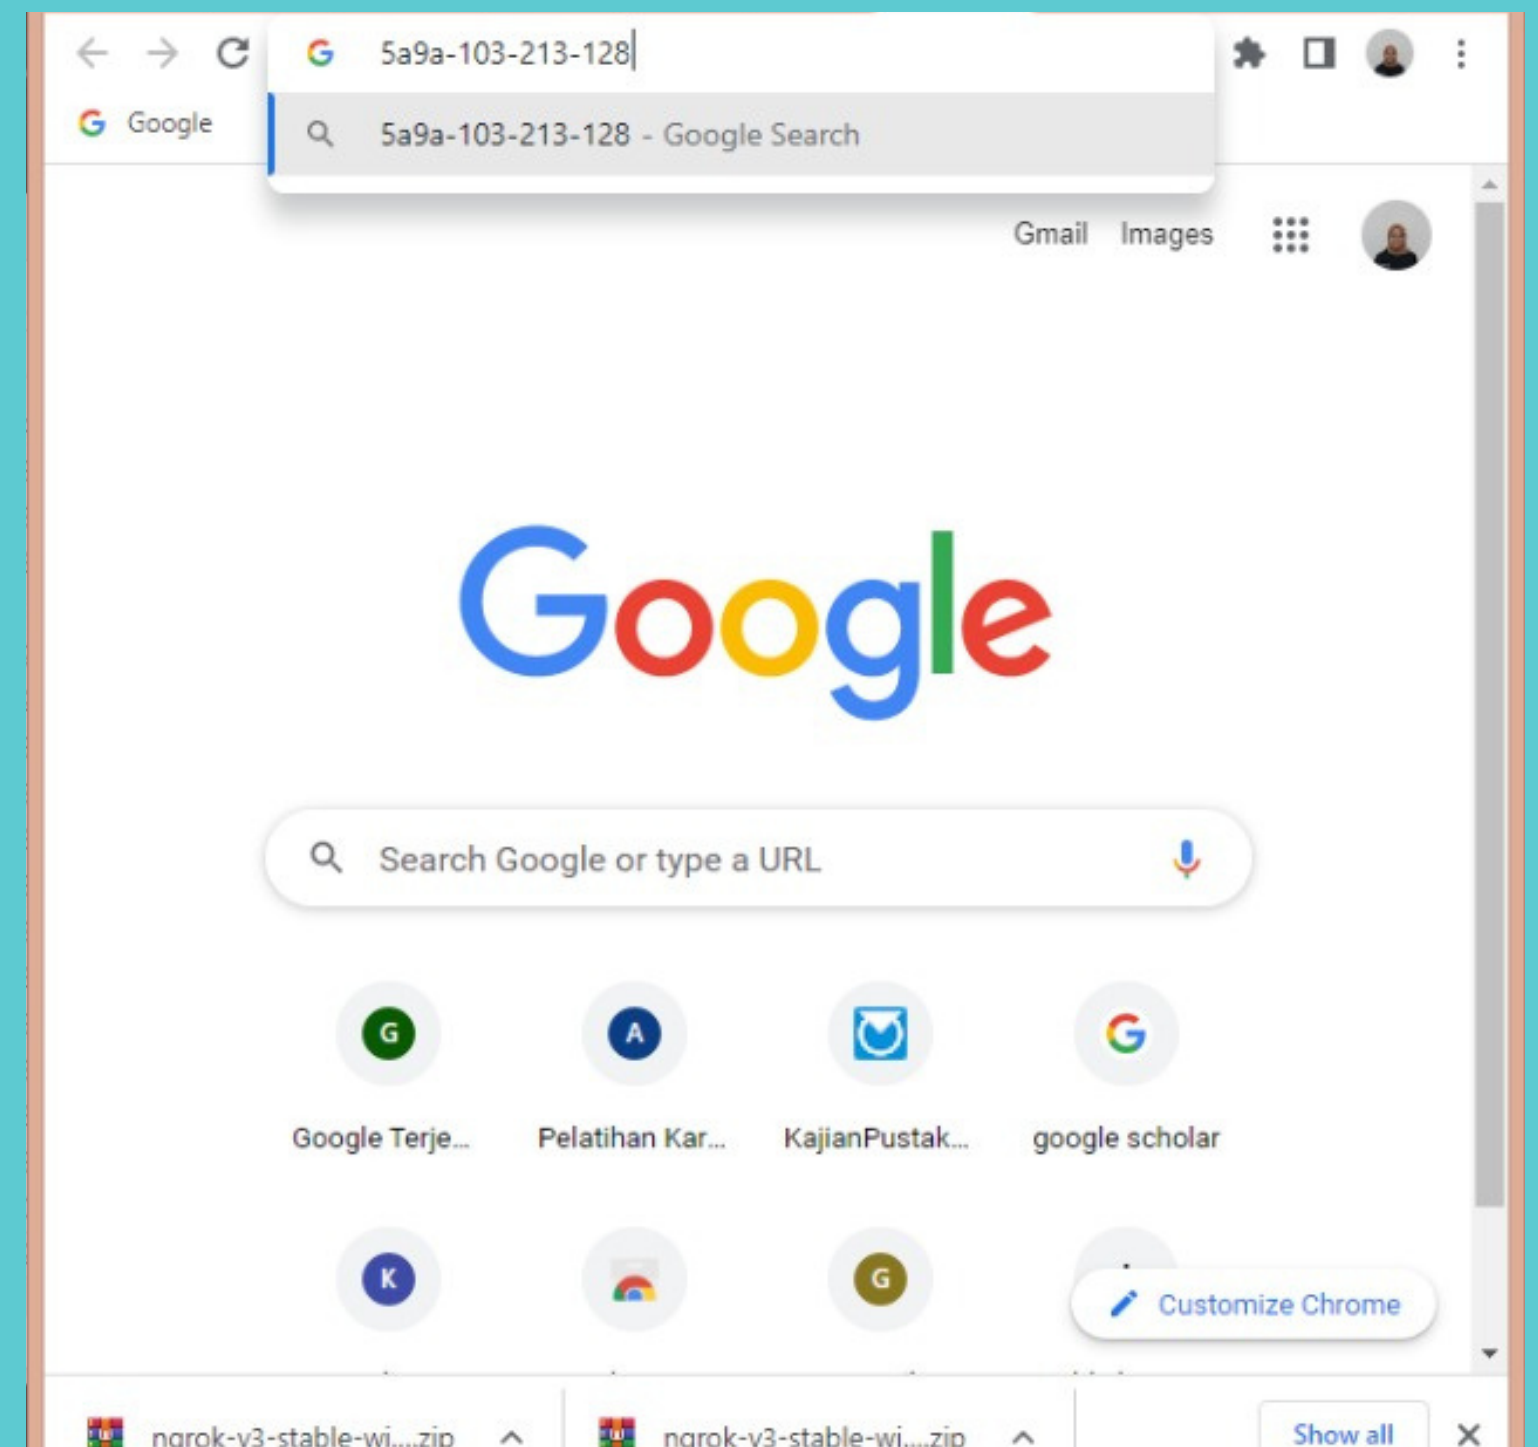 5a9a-103-213-128
Google
5a9a-103-213-128 - Google Search
Gmail Images
Google
Search Google or type a URL
G A G
Google Terje... Pelatihan Kar... KajianPustak... google scholar
K G
Customize Chrome
ngrok-v3-stable-wi....zip ngrok-v3-stable-wi....zip Show all